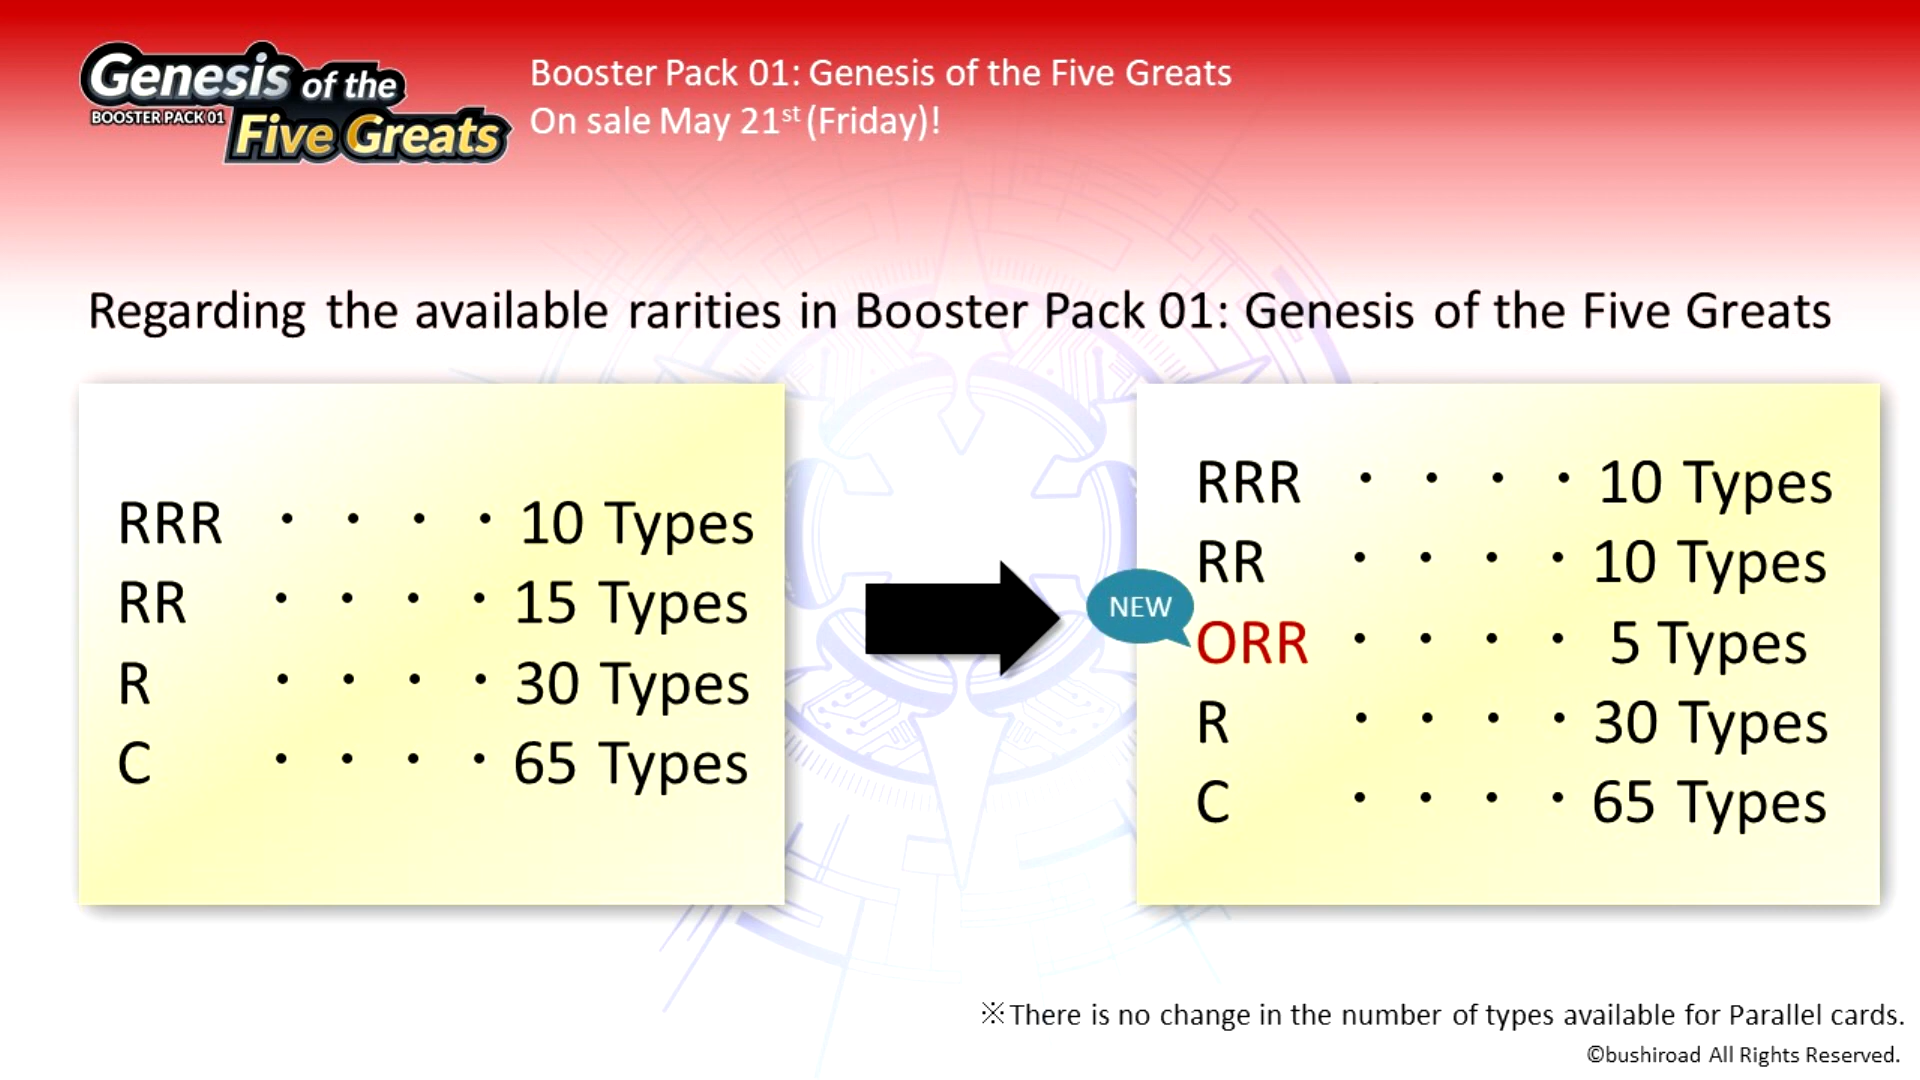 Genesis of the
BOOSTER PACK 01
Five Greats
Booster Pack 01: Genesis of the Five Greats
On sale May 21st (Friday)!
Regarding the available rarities in Booster Pack 01: Genesis of the Five Greats
RRR ・・・・ 10 Types
RR ・・・・ 15 Types
R ・・・・ 30 Types
C ・・・・ 65 Types
RRR ・・・・ 10 Types
RR ・・・・ 10 Types
NEW
ORR ・・・・ 5 Types
R ・・・・ 30 Types
C ・・・・ 65 Types
※There is no change in the number of types available for Parallel cards.
©bushiroad All Rights Reserved.